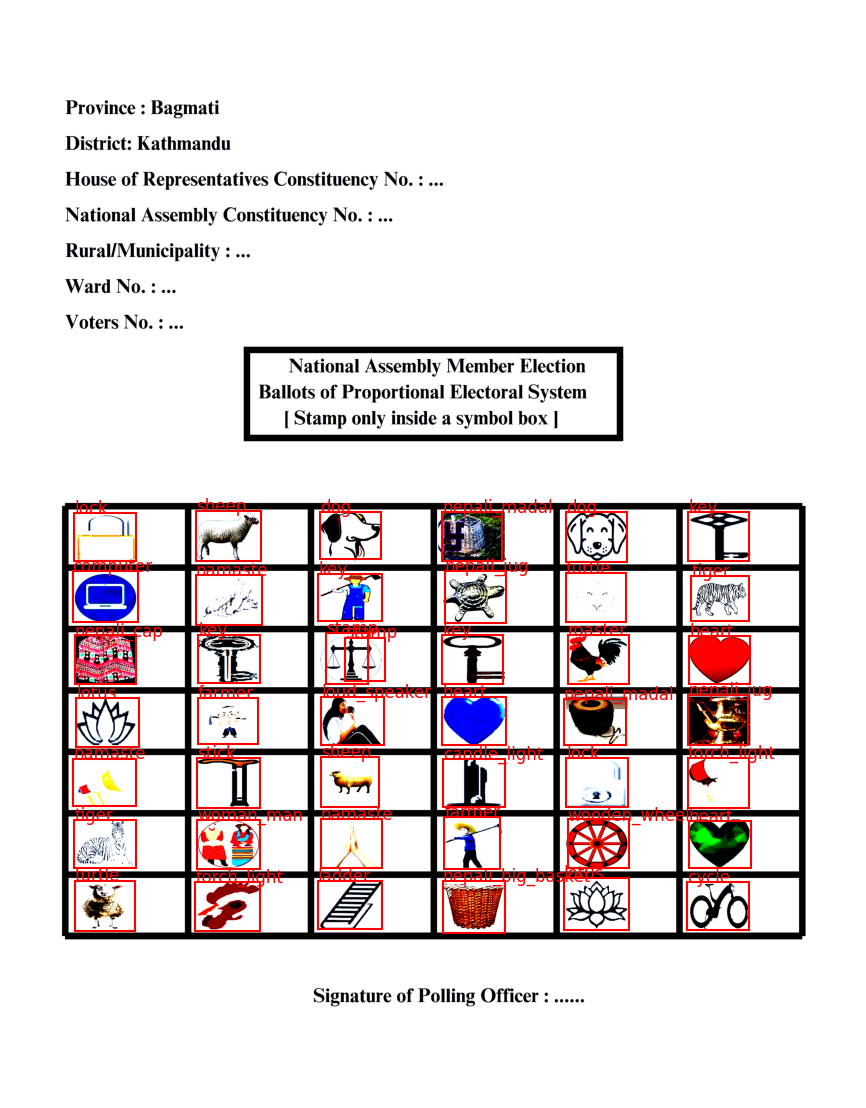 Province : Bagmati
District: Kathmandu
House of Representatives Constituency No. : ...
National Assembly Constituency No. : ...
Rural/Municipality : ...
Ward No. : ...
Voters No. : ...
National Assembly Member Election
Ballots of Proportional Electoral System
[ Stamp only inside a symbol box ]
lock sheep dog nepali_madal dog key
computer namaste key nepali_jug turtle tiger
nepali_cap key stamp key roaster heart
lotus farmer loud_speaker heart nepali_madal nepali_jug
namaste stick sheep candle_light lock torch_light
tiger woman_man namaste farmer wooden_wheel heart
turtle torch_light ladder nepali_big_basket cycle
Signature of Polling Officer : ......